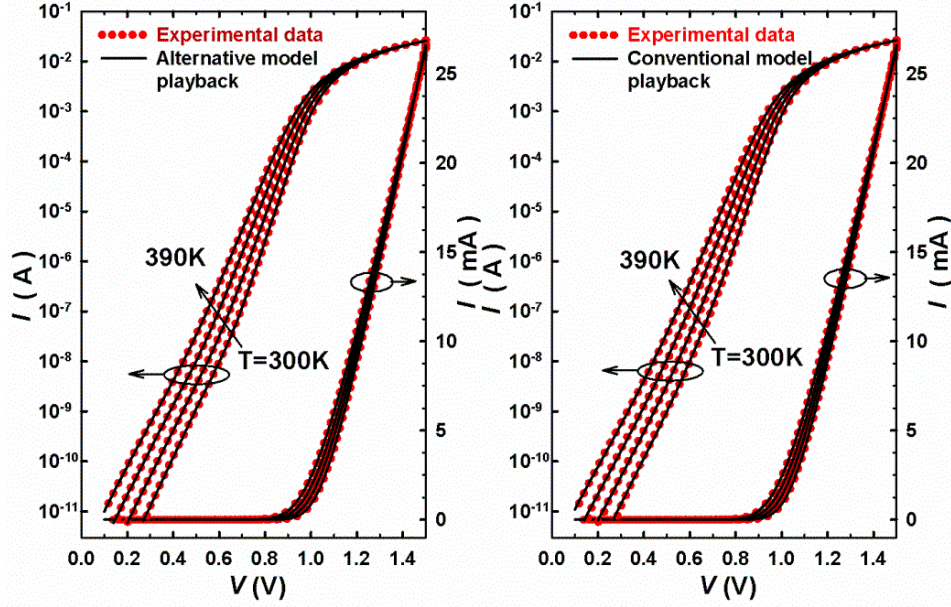 Experimental data
Alternative model
playback
10⁻¹
10⁻²
10⁻³
10⁻⁴
10⁻⁵
10⁻⁶
10⁻⁷
10⁻⁸
10⁻⁹
10⁻¹⁰
10⁻¹¹
I ( A )
390K
T=300K
25
20
15
10
5
0
I ( mA )
0.0 0.2 0.4 0.6 0.8 1.0 1.2 1.4
V (V)
Experimental data
Conventional model
playback
10⁻¹
10⁻²
10⁻³
10⁻⁴
10⁻⁵
10⁻⁶
10⁻⁷
10⁻⁸
10⁻⁹
10⁻¹⁰
10⁻¹¹
I ( A )
390K
T=300K
25
20
15
10
5
0
I ( mA )
0.0 0.2 0.4 0.6 0.8 1.0 1.2 1.4
V (V)